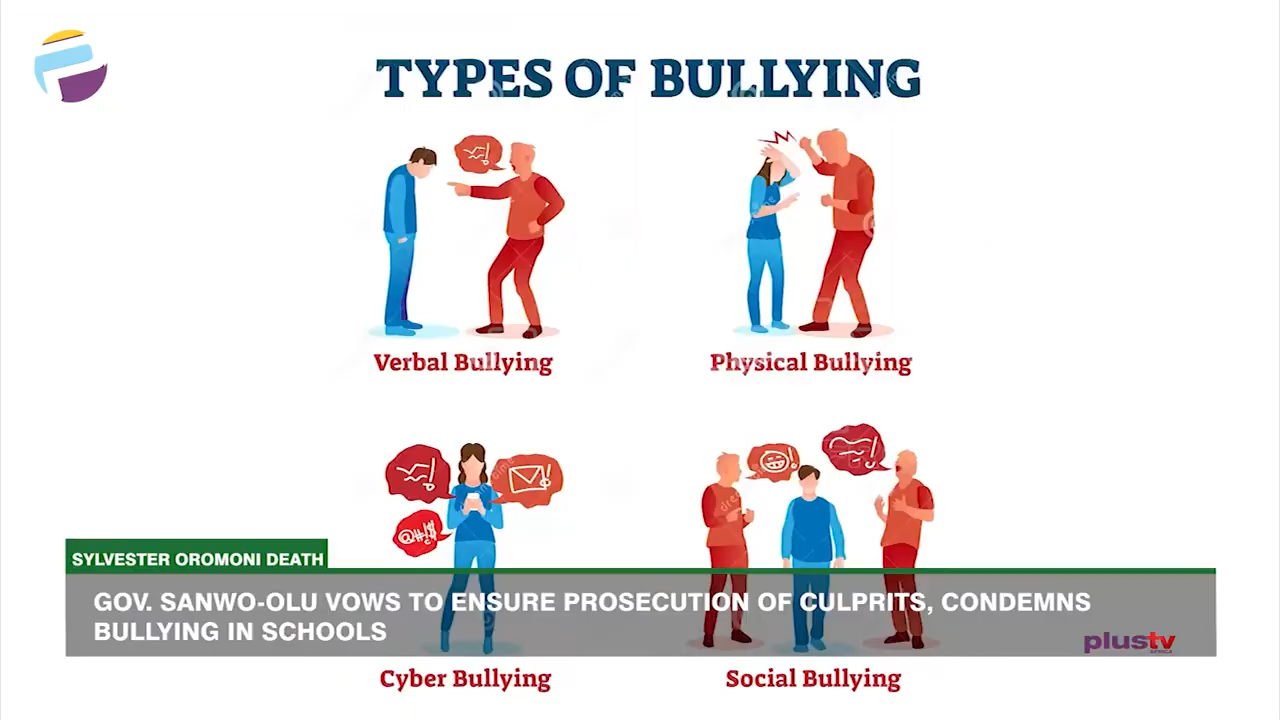 TYPES OF BULLYING
Verbal Bullying
Physical Bullying
@#!$
SYLVESTER OROMONI DEATH
GOV. SANWO-OLU VOWS TO ENSURE PROSECUTION OF CULPRITS, CONDEMNS
BULLYING IN SCHOOLS
plustv
AFRICA
Cyber Bullying
Social Bullying